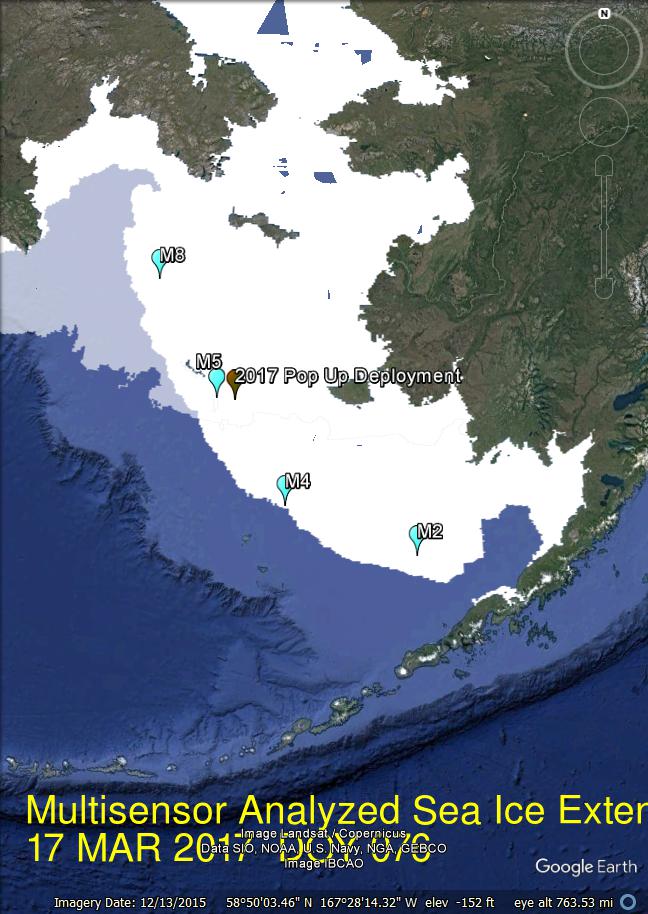 N
M8
M5
2017 Pop Up Deployment
M4
M2
Multisensor Analyzed Sea Ice Exten
17 MAR 2017 DOY 076
Image Landsat / Copernicus
Data SIO, NOAA, U.S. Navy, NGA, GEBCO
Image IBCAO
Google Earth
Imagery Date: 12/13/2015 58°50'03.46" N 167°28'14.32" W elev -152 ft eye alt 763.53 mi